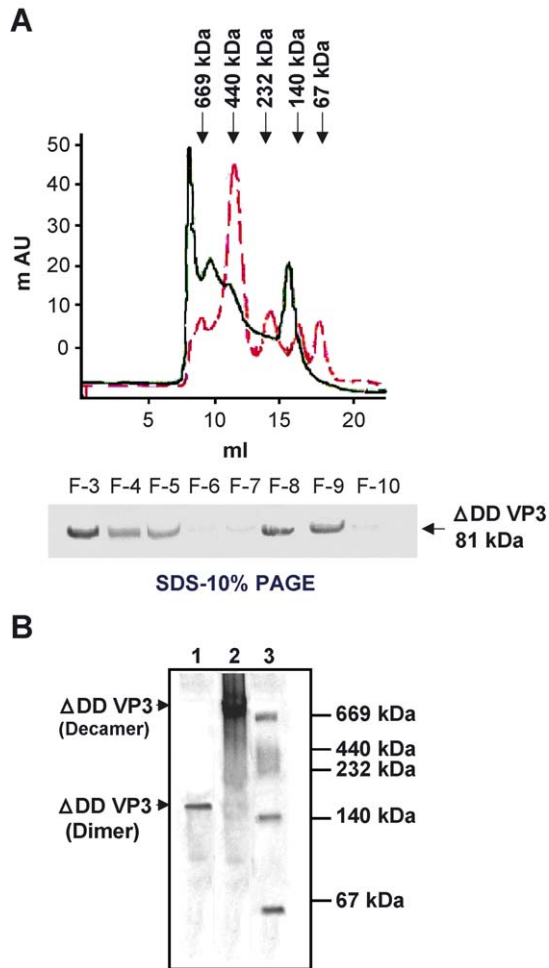 A
669 kDa
440 kDa
232 kDa
140 kDa
67 kDa
50
40
30
20
10
0
m AU
5 10 15 20
ml
F-3 F-4 F-5 F-6 F-7 F-8 F-9 F-10
ΔDD VP3
81 kDa
SDS-10% PAGE
B
1 2 3
ΔDD VP3
(Decamer)
669 kDa
440 kDa
232 kDa
ΔDD VP3
(Dimer)
140 kDa
67 kDa